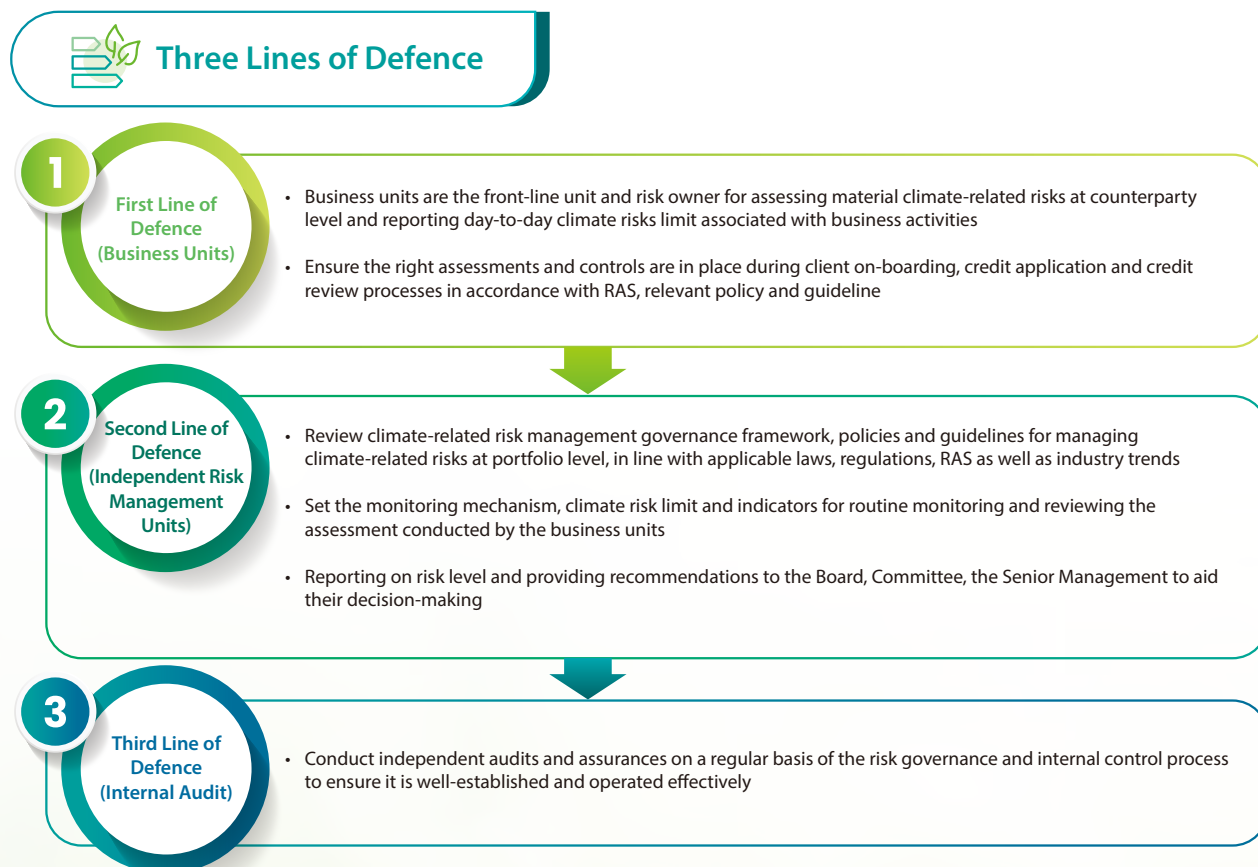 Three Lines of Defence
1
First Line of
Defence
(Business Units)
• Business units are the front-line unit and risk owner for assessing material climate-related risks at counterparty
level and reporting day-to-day climate risks limit associated with business activities
• Ensure the right assessments and controls are in place during client on-boarding, credit application and credit
review processes in accordance with RAS, relevant policy and guideline
2
Second Line of
Defence
(Independent Risk
Management
Units)
• Review climate-related risk management governance framework, policies and guidelines for managing
climate-related risks at portfolio level, in line with applicable laws, regulations, RAS as well as industry trends
• Set the monitoring mechanism, climate risk limit and indicators for routine monitoring and reviewing the
assessment conducted by the business units
• Reporting on risk level and providing recommendations to the Board, Committee, the Senior Management to aid
their decision-making
3
Third Line of
Defence
(Internal Audit)
• Conduct independent audits and assurances on a regular basis of the risk governance and internal control process
to ensure it is well-established and operated effectively